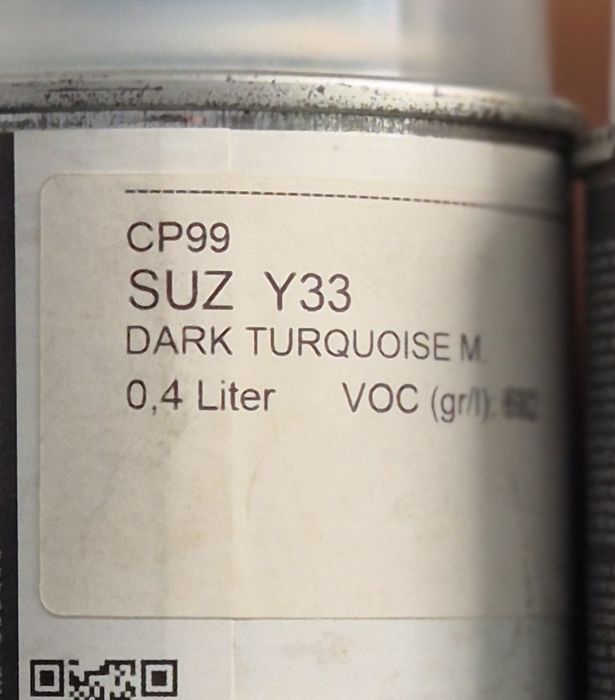 CP99
SUZ Y33
DARK TURQUOISE M.
0,4 Liter VOC (gr/l):